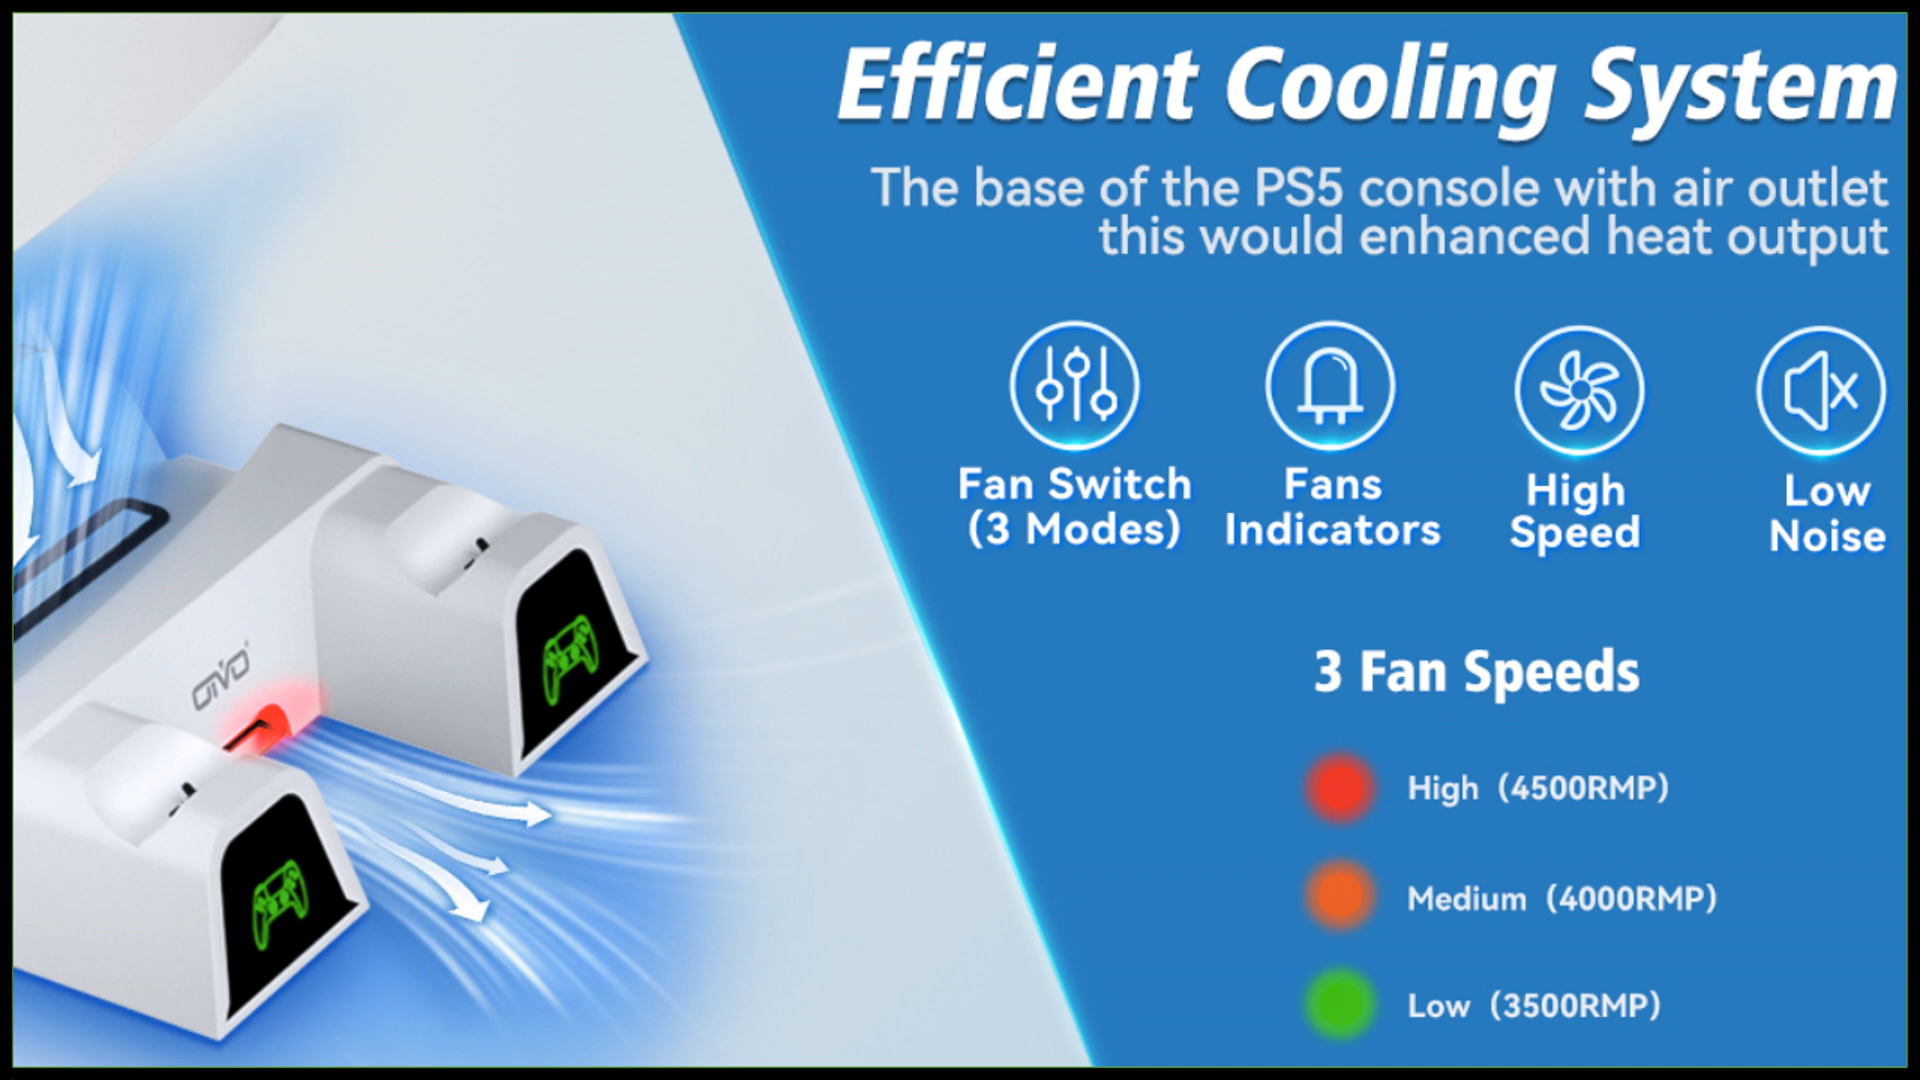 Efficient Cooling System
The base of the PS5 console with air outlet
this would enhanced heat output
Fan Switch
(3 Modes)
Fans
Indicators
High
Speed
Low
Noise
OIVO
3 Fan Speeds
High (4500RMP)
Medium (4000RMP)
Low (3500RMP)